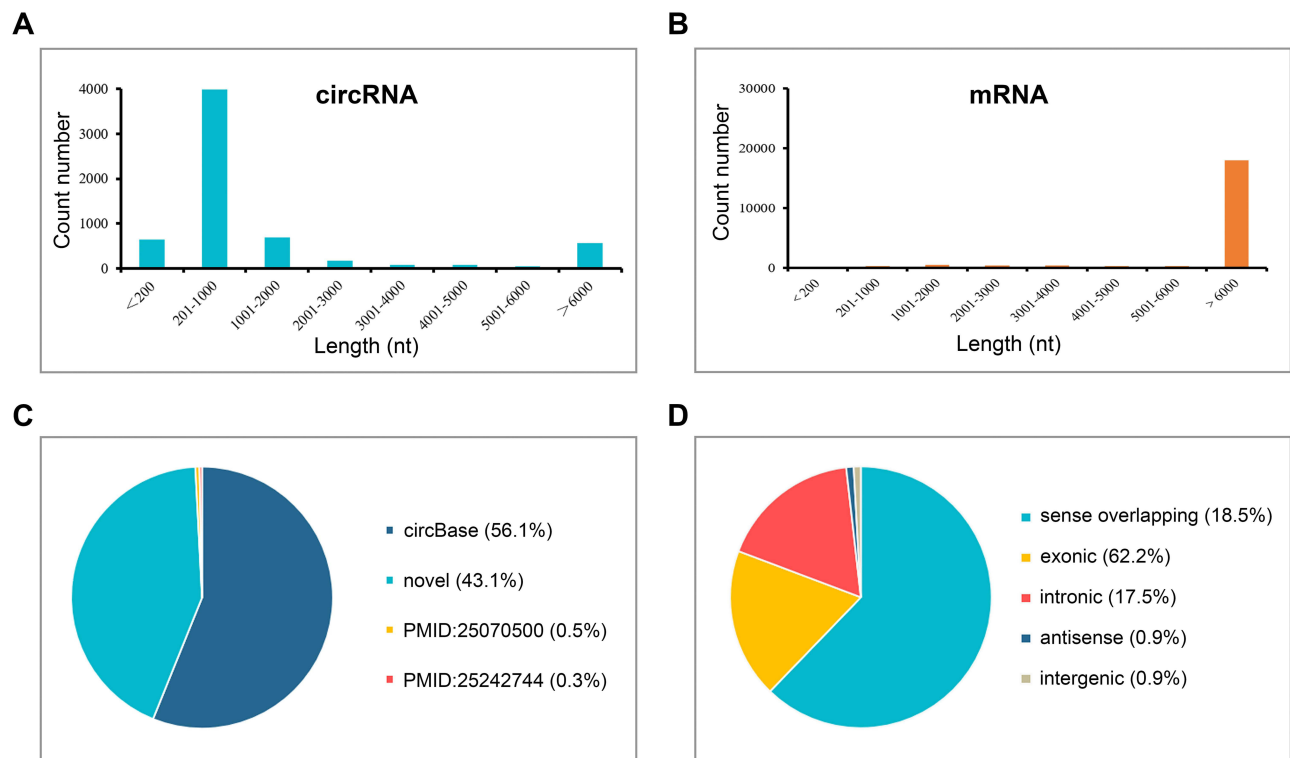 A
circRNA
Count number
4000
3000
2000
1000
0
<200
201-1000
1001-2000
2001-3000
3001-4000
4001-5000
5001-6000
>6000
Length (nt)
B
mRNA
Count number
30000
20000
10000
0
<200
201-1000
1001-2000
2001-3000
3001-4000
4001-5000
5001-6000
>6000
Length (nt)
C
circBase (56.1%)
novel (43.1%)
PMID:25070500 (0.5%)
PMID:25242744 (0.3%)
D
sense overlapping (18.5%)
exonic (62.2%)
intronic (17.5%)
antisense (0.9%)
intergenic (0.9%)